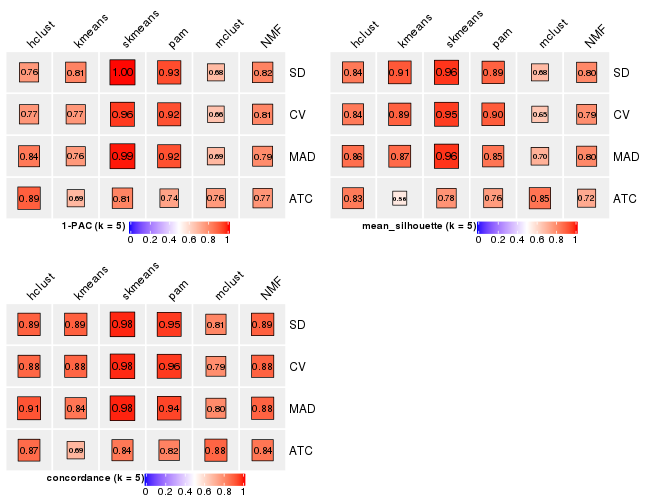 hclust kmeans skmeans pam mclust NMF
0.76 0.81 1.00 0.93 0.68 0.82 SD
0.77 0.77 0.96 0.92 0.66 0.81 CV
0.84 0.76 0.99 0.92 0.69 0.79 MAD
0.89 0.69 0.81 0.74 0.76 0.77 ATC
1-PAC (k = 5)
0 0.2 0.4 0.6 0.8 1
hclust kmeans skmeans pam mclust NMF
0.84 0.91 0.96 0.89 0.68 0.80 SD
0.84 0.89 0.95 0.90 0.63 0.79 CV
0.86 0.87 0.96 0.85 0.70 0.80 MAD
0.83 0.56 0.78 0.76 0.85 0.72 ATC
mean_silhouette (k = 5)
0 0.2 0.4 0.6 0.8 1
hclust kmeans skmeans pam mclust NMF
0.89 0.89 0.98 0.95 0.81 0.89 SD
0.88 0.88 0.98 0.96 0.79 0.88 CV
0.91 0.84 0.98 0.94 0.80 0.88 MAD
0.87 0.69 0.84 0.82 0.88 0.84 ATC
concordance (k = 5)
0 0.2 0.4 0.6 0.8 1